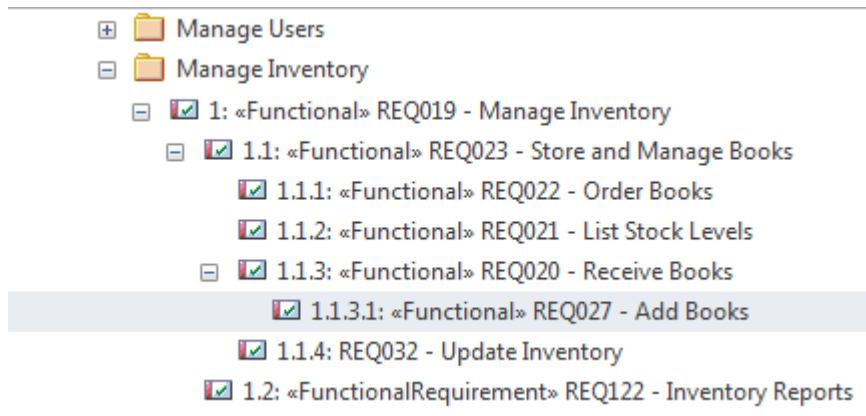 Manage Users
Manage Inventory
1: «Functional» REQ019 - Manage Inventory
1.1: «Functional» REQ023 - Store and Manage Books
1.1.1: «Functional» REQ022 - Order Books
1.1.2: «Functional» REQ021 - List Stock Levels
1.1.3: «Functional» REQ020 - Receive Books
1.1.3.1: «Functional» REQ027 - Add Books
1.1.4: REQ032 - Update Inventory
1.2: «FunctionalRequirement» REQ122 - Inventory Reports